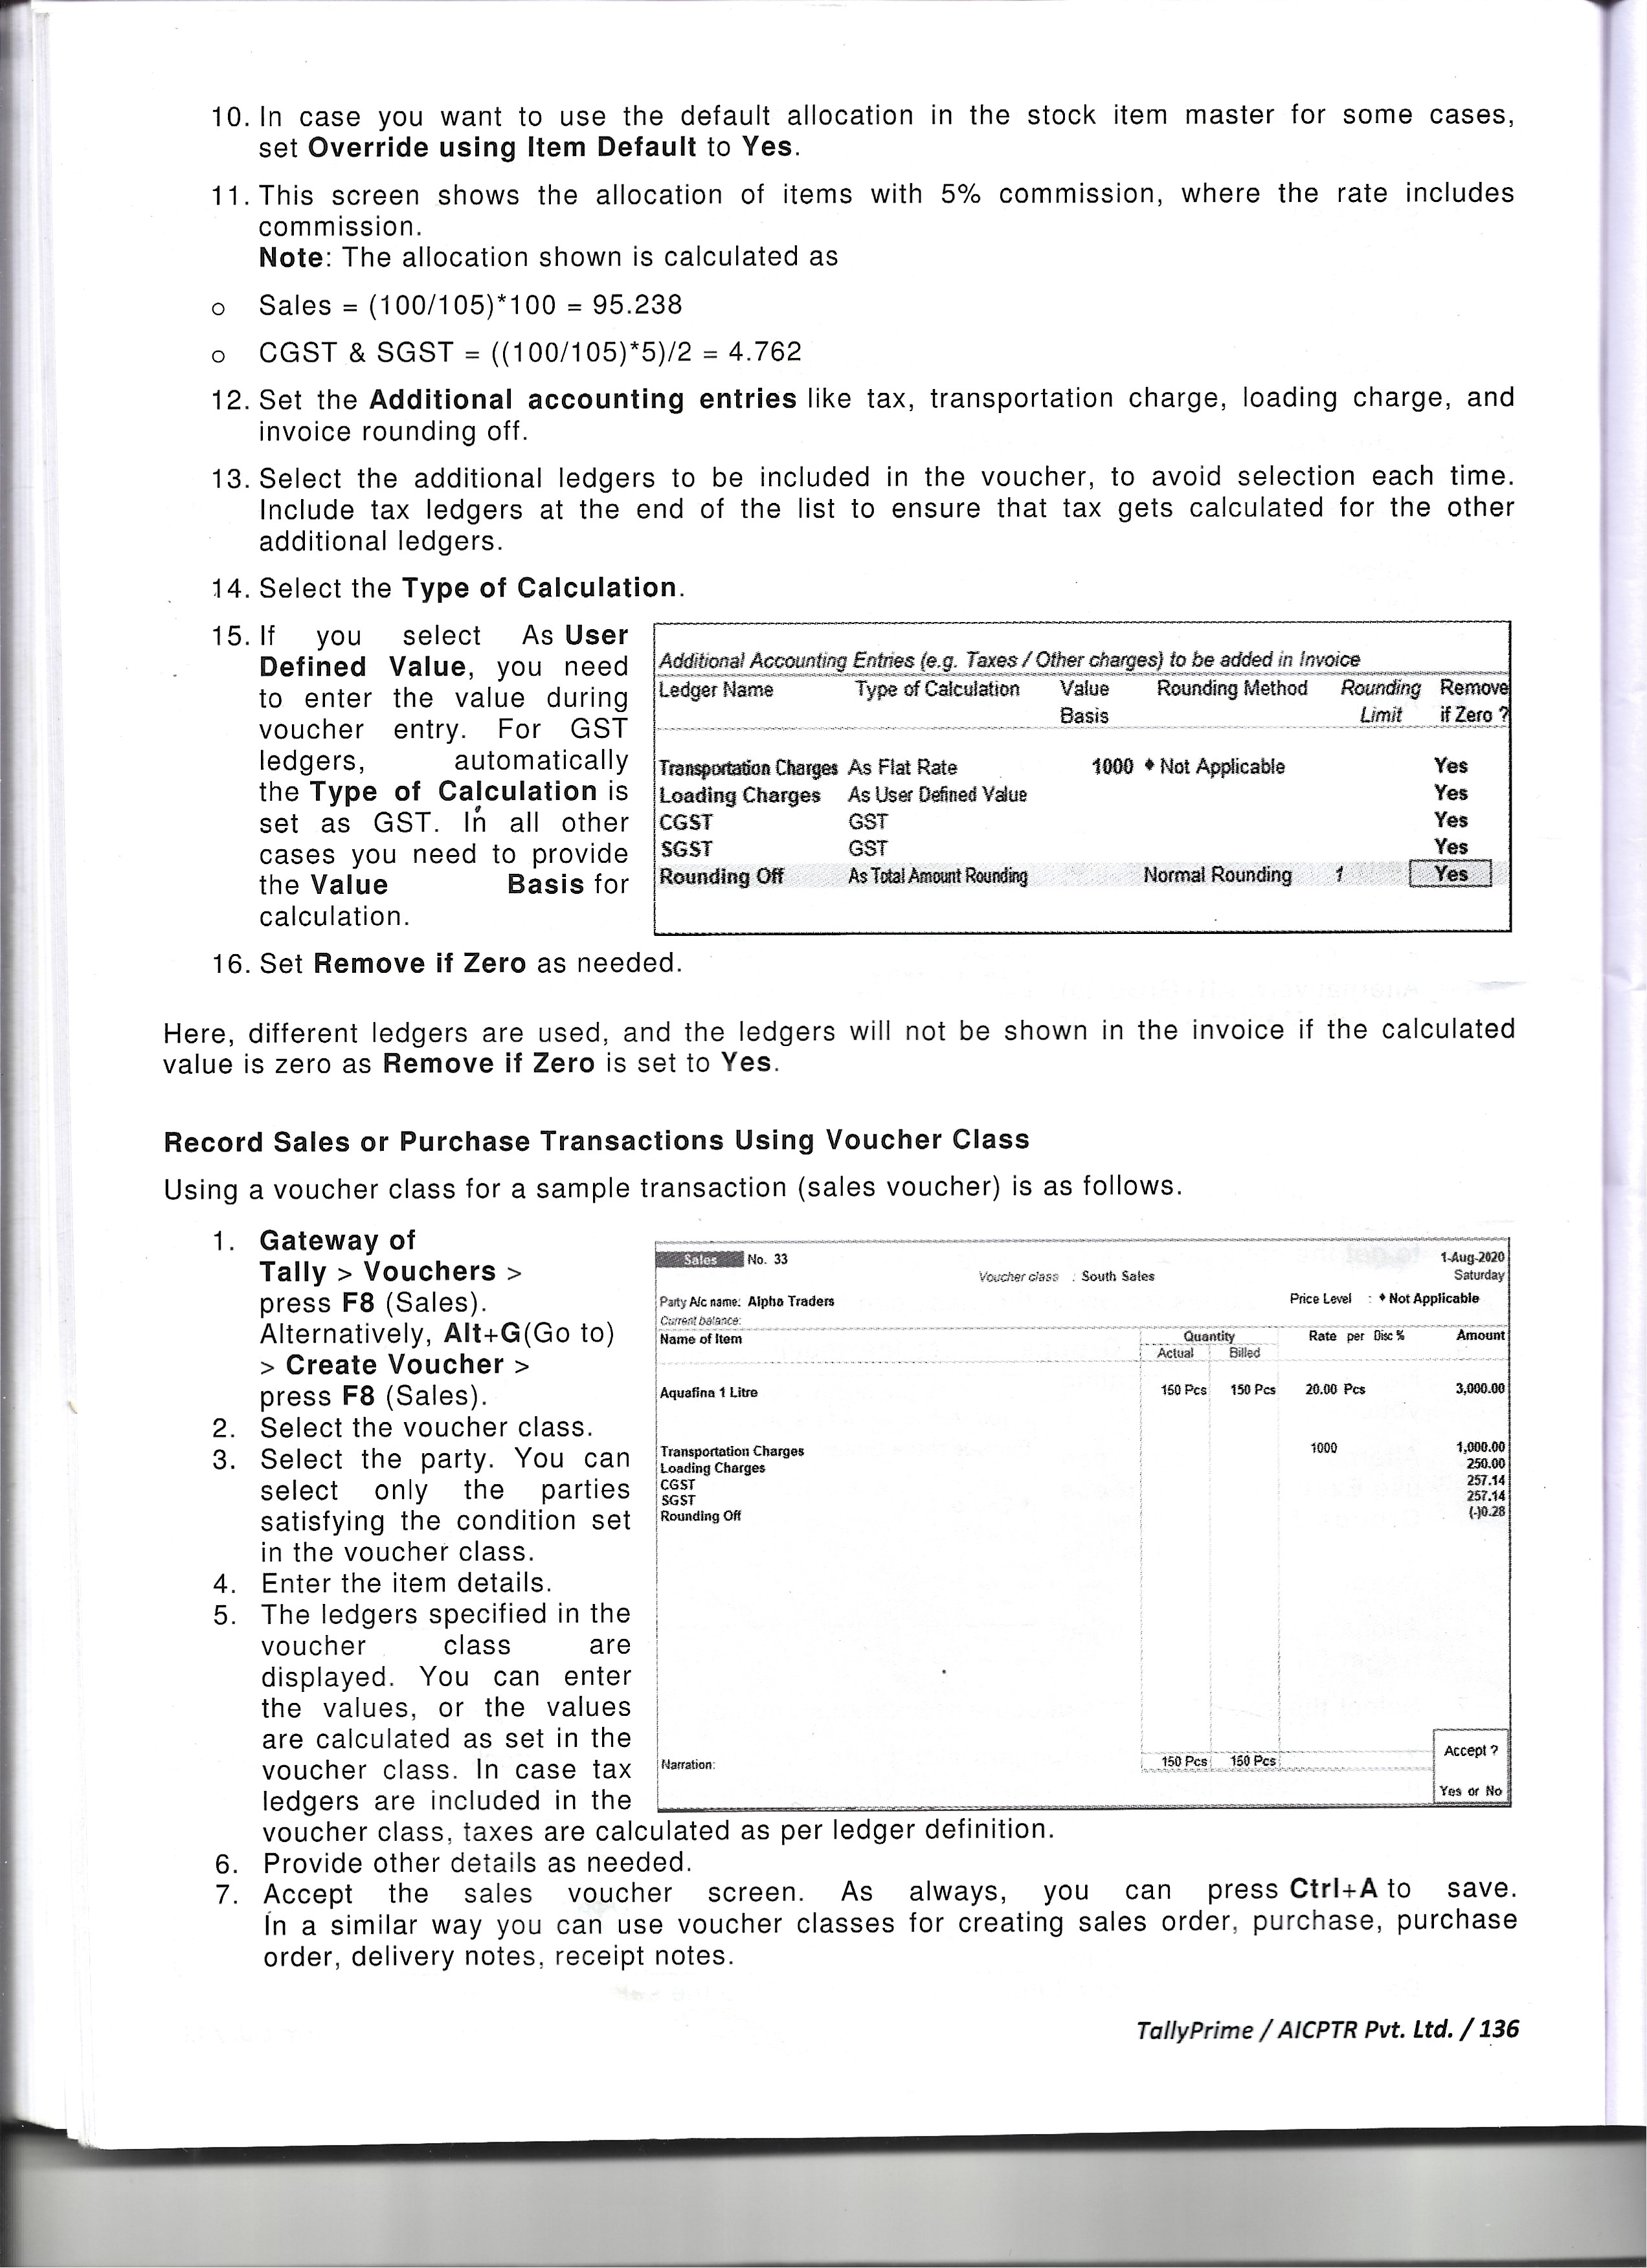 10. In case you want to use the default allocation in the stock item master for some cases,
set Override using Item Default to Yes.
11. This screen shows the allocation of items with 5% commission, where the rate includes
commission.
Note: The allocation shown is calculated as
o Sales = (100/105)*100 = 95.238
o CGST & SGST = ((100/105)*5)/2 = 4.762
12. Set the Additional accounting entries like tax, transportation charge, loading charge, and
invoice rounding off.
13. Select the additional ledgers to be included in the voucher, to avoid selection each time.
Include tax ledgers at the end of the list to ensure that tax gets calculated for the other
additional ledgers.
14. Select the Type of Calculation.
15. If you select As User
Defined Value, you need
to enter the value during
voucher entry. For GST
ledgers, automatically
the Type of Calculation is
set as GST. In all other
cases you need to provide
the Value Basis for
calculation.
Additional Accounting Entries (e.g. Taxes / Other charges) to be added in Invoice
Ledger Name Type of Calculation Value Rounding Method Rounding Remove
Basis Limit if Zero ?
Transportation Charges As Flat Rate 1000 ♦ Not Applicable Yes
Loading Charges As User Defined Value Yes
CGST GST Yes
SGST GST Yes
Rounding Off As Total Amount Rounding Normal Rounding 1 Yes
16. Set Remove if Zero as needed.
Here, different ledgers are used, and the ledgers will not be shown in the invoice if the calculated
value is zero as Remove if Zero is set to Yes.
Record Sales or Purchase Transactions Using Voucher Class
Using a voucher class for a sample transaction (sales voucher) is as follows.
1. Gateway of
Tally > Vouchers >
press F8 (Sales).
Alternatively, Alt+G(Go to)
> Create Voucher >
press F8 (Sales).
2. Select the voucher class.
3. Select the party. You can
select only the parties
satisfying the condition set
in the voucher class.
4. Enter the item details.
5. The ledgers specified in the
voucher class are
displayed. You can enter
the values, or the values
are calculated as set in the
voucher class. In case tax
ledgers are included in the
voucher class, taxes are calculated as per ledger definition.
Sales No. 33 1-Aug-2020
Voucher class : South Sales Saturday
Party A/c name: Alpha Traders Price Level : ♦ Not Applicable
Current balance:
Name of Item Quantity Rate per Disc % Amount
Actual Billed
Aquafina 1 Litre 150 Pcs 150 Pcs 20.00 Pcs 3,000.00
Transportation Charges 1000 1,000.00
Loading Charges 250.00
CGST 257.14
SGST 257.14
Rounding Off (-)0.28
Narration: 150 Pcs 150 Pcs
Accept ?
Yes or No
6. Provide other details as needed.
7. Accept the sales voucher screen. As always, you can press Ctrl+A to save.
In a similar way you can use voucher classes for creating sales order, purchase, purchase
order, delivery notes, receipt notes.
TallyPrime / AICPTR Pvt. Ltd. / 136